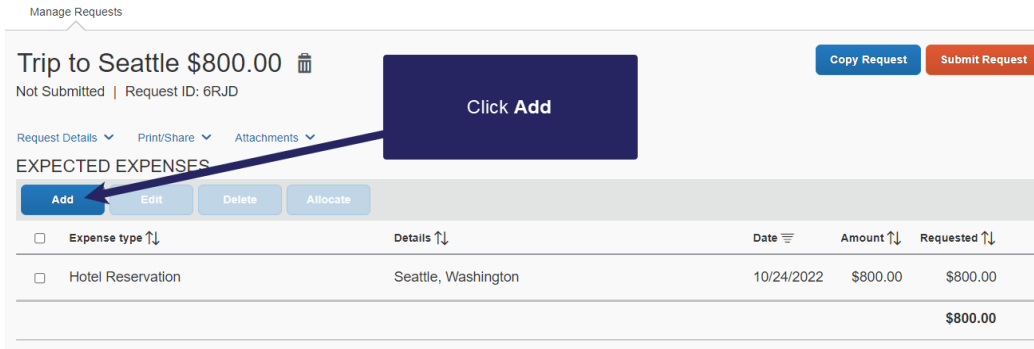 Manage Requests
Trip to Seattle $800.00
Copy Request
Submit Request
Not Submitted | Request ID: 6RJD
Click Add
Request Details
Print/Share
Attachments
EXPECTED EXPENSES
Add
Edit
Delete
Allocate
Expense type Details Date Amount Requested
Hotel Reservation Seattle, Washington 10/24/2022 $800.00 $800.00
$800.00